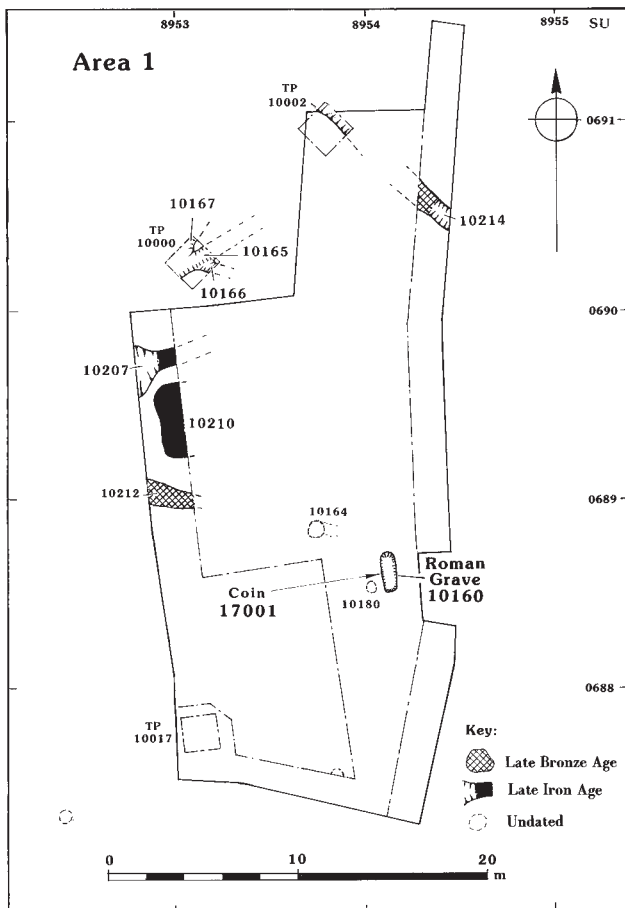 8953
8954
8955
SU
Area 1
TP
10002
0691
10167
TP
10000
10165
10214
10166
0690
10207
10210
10212
0689
10164
Roman
Grave
10160
Coin
17001
10180
0688
TP
10017
Key:
Late Bronze Age
Late Iron Age
Undated
0
10
20
m